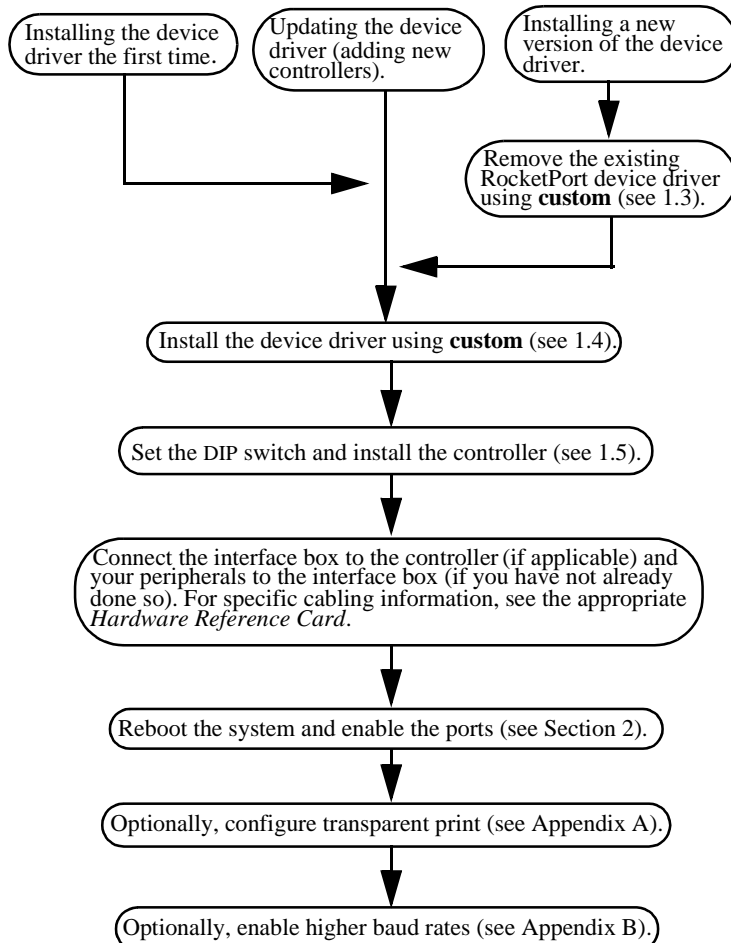 Installing the device
driver the first time.
Updating the device
driver (adding new
controllers).
Installing a new
version of the device
driver.
Remove the existing
RocketPort device driver
using custom (see 1.3).
Install the device driver using custom (see 1.4).
Set the DIP switch and install the controller (see 1.5).
Connect the interface box to the controller (if applicable) and
your peripherals to the interface box (if you have not already
done so). For specific cabling information, see the appropriate
Hardware Reference Card.
Reboot the system and enable the ports (see Section 2).
Optionally, configure transparent print (see Appendix A).
Optionally, enable higher baud rates (see Appendix B).